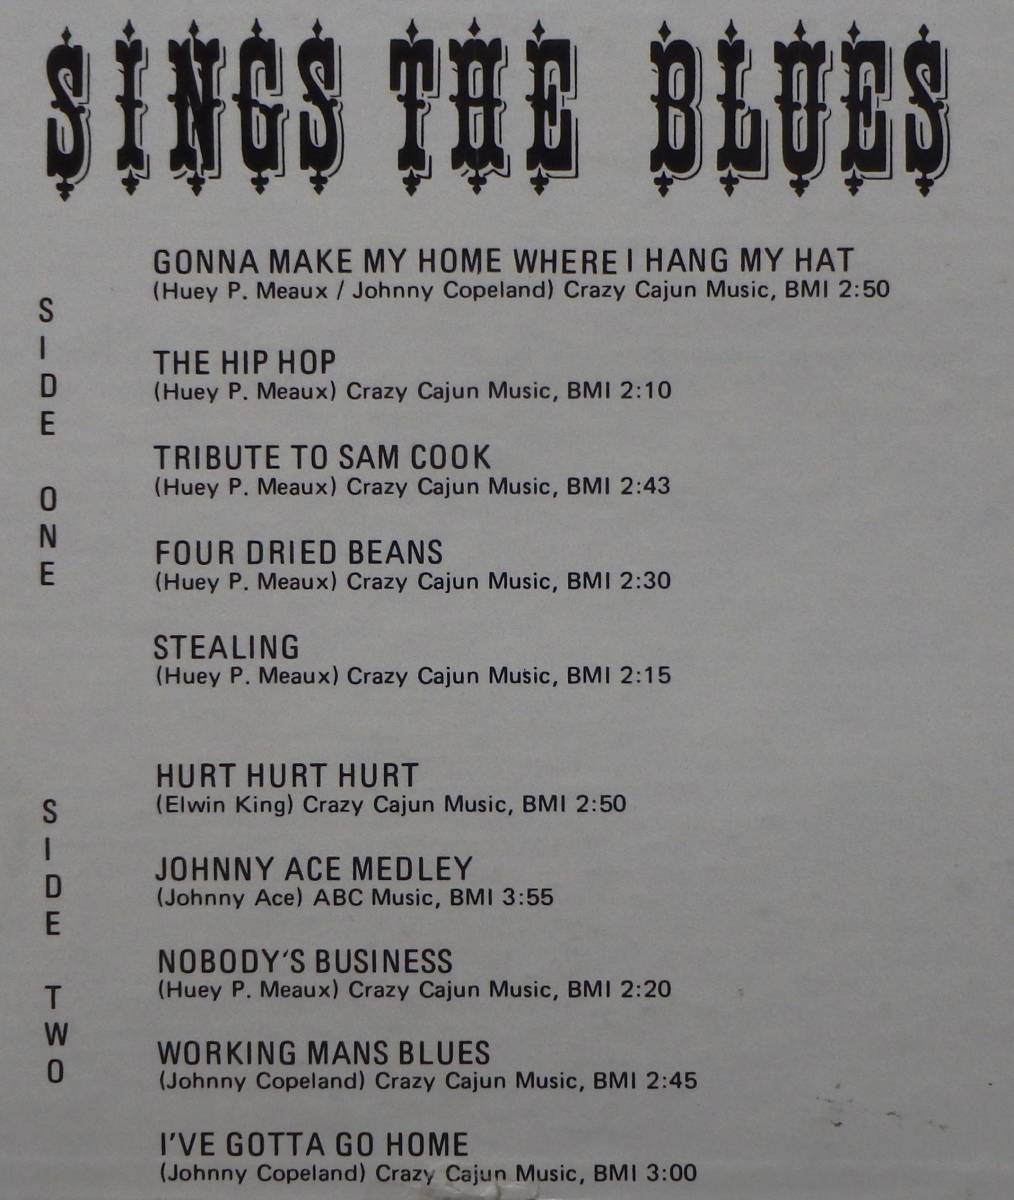 SINGS THE BLUES
SIDE ONE
GONNA MAKE MY HOME WHERE I HANG MY HAT
(Huey P. Meaux / Johnny Copeland) Crazy Cajun Music, BMI 2:50
THE HIP HOP
(Huey P. Meaux) Crazy Cajun Music, BMI 2:10
TRIBUTE TO SAM COOK
(Huey P. Meaux) Crazy Cajun Music, BMI 2:43
FOUR DRIED BEANS
(Huey P. Meaux) Crazy Cajun Music, BMI 2:30
STEALING
(Huey P. Meaux) Crazy Cajun Music, BMI 2:15
SIDE TWO
HURT HURT HURT
(Elwin King) Crazy Cajun Music, BMI 2:50
JOHNNY ACE MEDLEY
(Johnny Ace) ABC Music, BMI 3:55
NOBODY'S BUSINESS
(Huey P. Meaux) Crazy Cajun Music, BMI 2:20
WORKING MANS BLUES
(Johnny Copeland) Crazy Cajun Music, BMI 2:45
I'VE GOTTA GO HOME
(Johnny Copeland) Crazy Cajun Music, BMI 3:00